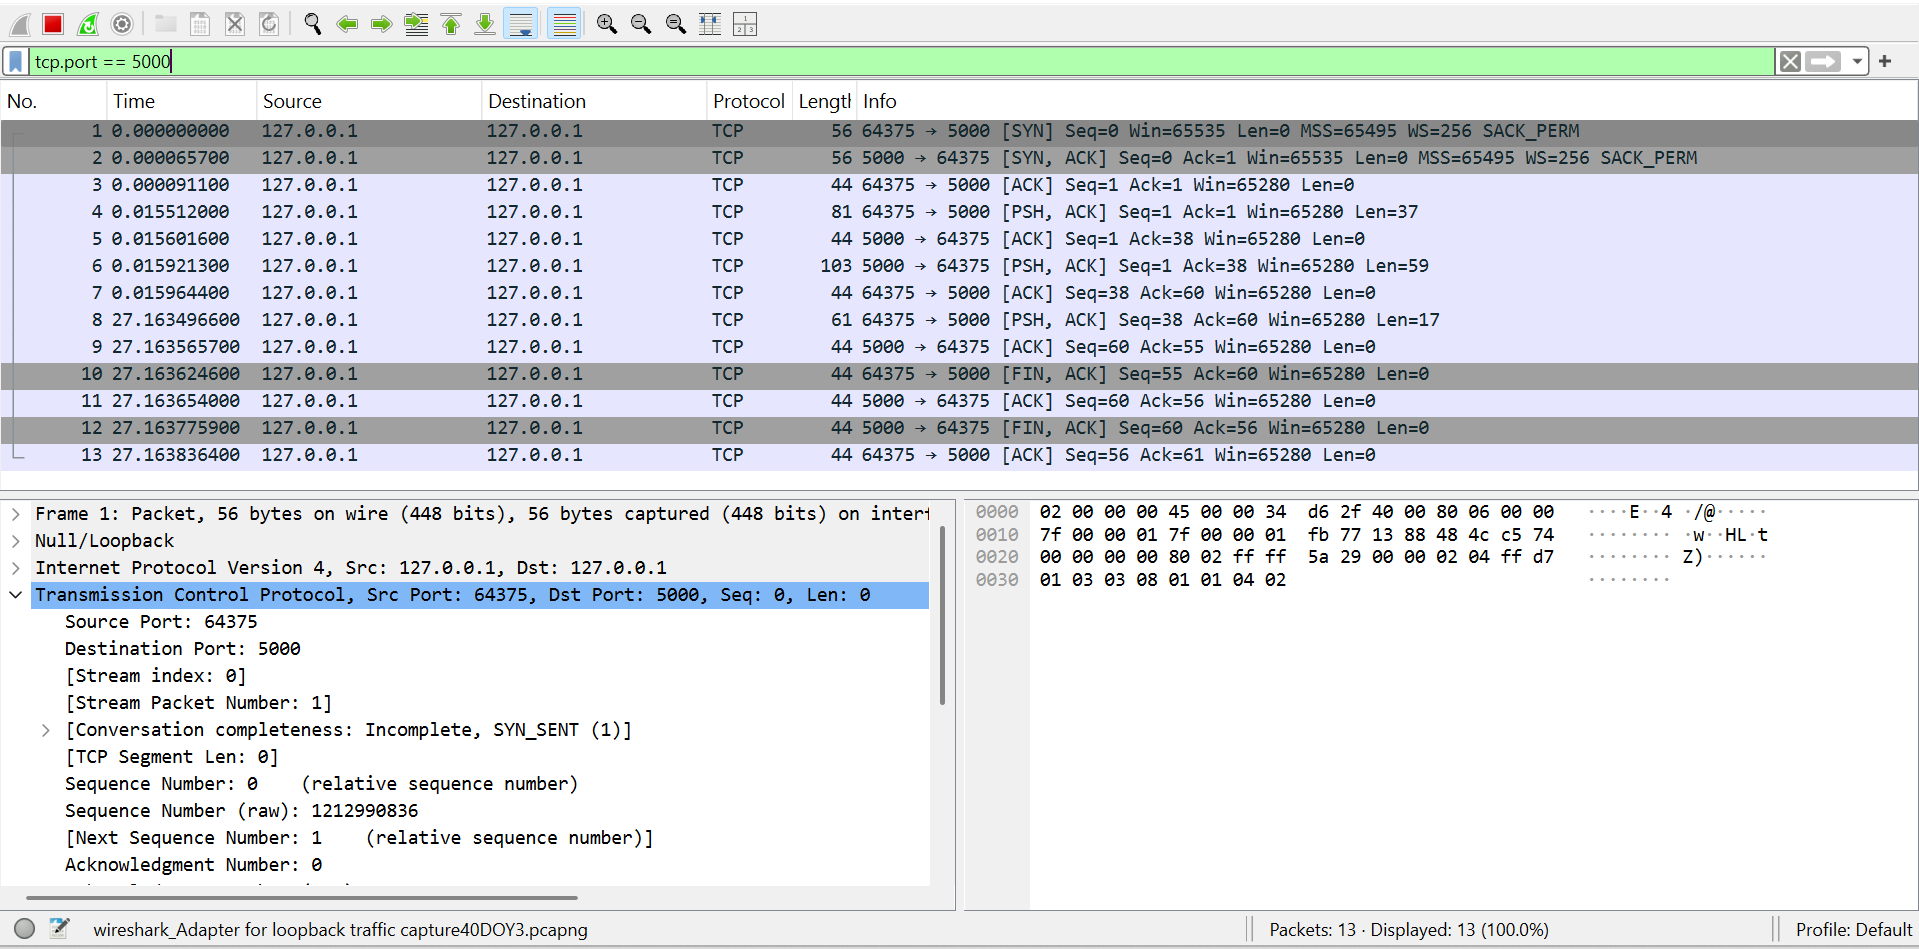 tcp.port == 5000
No. Time Source Destination Protocol Length Info
1 0.000000000 127.0.0.1 127.0.0.1 TCP 56 64375 → 5000 [SYN] Seq=0 Win=65535 Len=0 MSS=65495 WS=256 SACK_PERM
2 0.000065700 127.0.0.1 127.0.0.1 TCP 56 5000 → 64375 [SYN, ACK] Seq=0 Ack=1 Win=65535 Len=0 MSS=65495 WS=256 SACK_PERM
3 0.000091100 127.0.0.1 127.0.0.1 TCP 44 64375 → 5000 [ACK] Seq=1 Ack=1 Win=65280 Len=0
4 0.015512000 127.0.0.1 127.0.0.1 TCP 81 64375 → 5000 [PSH, ACK] Seq=1 Ack=1 Win=65280 Len=37
5 0.015601600 127.0.0.1 127.0.0.1 TCP 44 5000 → 64375 [ACK] Seq=1 Ack=38 Win=65280 Len=0
6 0.015921300 127.0.0.1 127.0.0.1 TCP 103 5000 → 64375 [PSH, ACK] Seq=1 Ack=38 Win=65280 Len=59
7 0.015964400 127.0.0.1 127.0.0.1 TCP 44 64375 → 5000 [ACK] Seq=38 Ack=60 Win=65280 Len=0
8 27.163496600 127.0.0.1 127.0.0.1 TCP 61 64375 → 5000 [PSH, ACK] Seq=38 Ack=60 Win=65280 Len=17
9 27.163565700 127.0.0.1 127.0.0.1 TCP 44 5000 → 64375 [ACK] Seq=60 Ack=55 Win=65280 Len=0
10 27.163624600 127.0.0.1 127.0.0.1 TCP 44 64375 → 5000 [FIN, ACK] Seq=55 Ack=60 Win=65280 Len=0
11 27.163654000 127.0.0.1 127.0.0.1 TCP 44 5000 → 64375 [ACK] Seq=60 Ack=56 Win=65280 Len=0
12 27.163775900 127.0.0.1 127.0.0.1 TCP 44 5000 → 64375 [FIN, ACK] Seq=60 Ack=56 Win=65280 Len=0
13 27.163836400 127.0.0.1 127.0.0.1 TCP 44 64375 → 5000 [ACK] Seq=56 Ack=61 Win=65280 Len=0
Frame 1: Packet, 56 bytes on wire (448 bits), 56 bytes captured (448 bits) on interf
Null/Loopback
Internet Protocol Version 4, Src: 127.0.0.1, Dst: 127.0.0.1
Transmission Control Protocol, Src Port: 64375, Dst Port: 5000, Seq: 0, Len: 0
Source Port: 64375
Destination Port: 5000
[Stream index: 0]
[Stream Packet Number: 1]
[Conversation completeness: Incomplete, SYN_SENT (1)]
[TCP Segment Len: 0]
Sequence Number: 0 (relative sequence number)
Sequence Number (raw): 1212990836
[Next Sequence Number: 1 (relative sequence number)]
Acknowledgment Number: 0
0000 02 00 00 00 45 00 00 34 d6 2f 40 00 80 06 00 00 ····E··4 ·/@·····
0010 7f 00 00 01 7f 00 00 01 fb 77 13 88 48 4c c5 74 ········ ·w··HL·t
0020 00 00 00 00 80 02 ff ff 5a 29 00 00 02 04 ff d7 ········ Z)······
0030 01 03 03 08 01 01 04 02 ········
wireshark_Adapter for loopback traffic capture40DOY3.pcapng
Packets: 13 · Displayed: 13 (100.0%)
Profile: Default